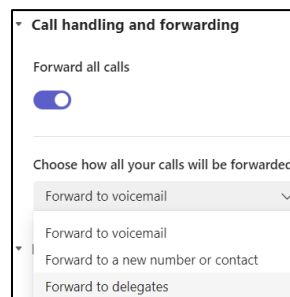 Call handling and forwarding
Forward all calls
Choose how all your calls will be forwarded
Forward to voicemail
Forward to voicemail
Forward to a new number or contact
Forward to delegates